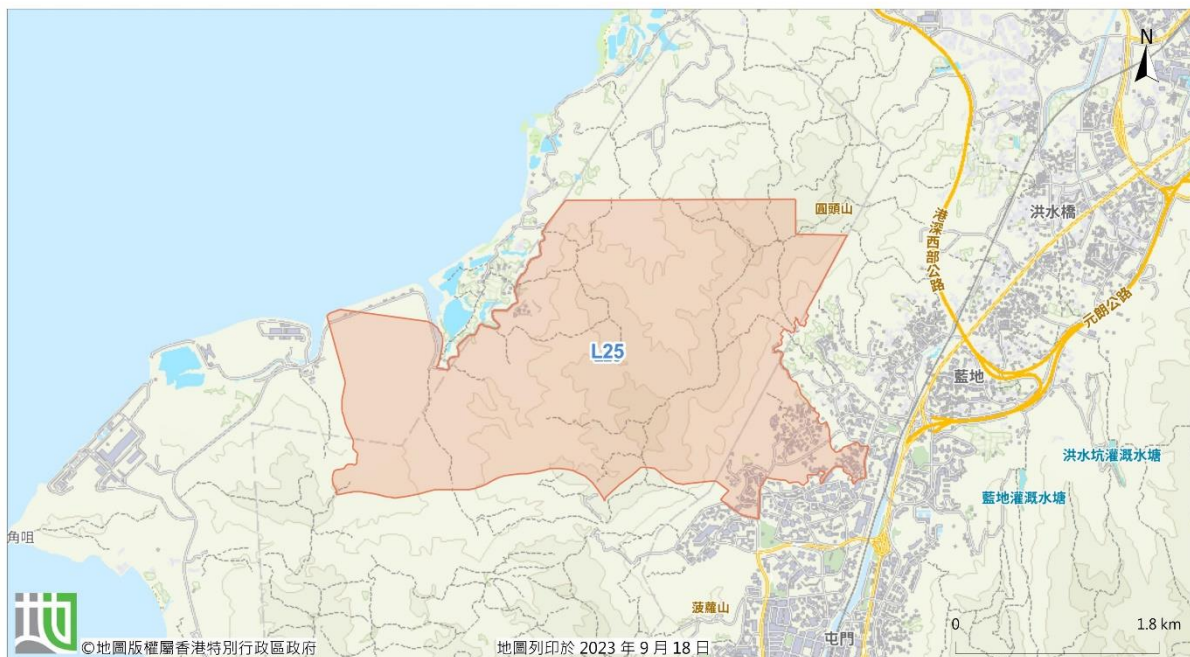 N
圓頭山
洪水橋
港深西部公路
元朗公路
L25
藍地
洪水坑灌溉水塘
藍地灌溉水塘
角咀
菠蘿山
屯門
0
1.8 km
©地圖版權屬香港特別行政區政府
地圖列印於 2023 年 9 月 18 日